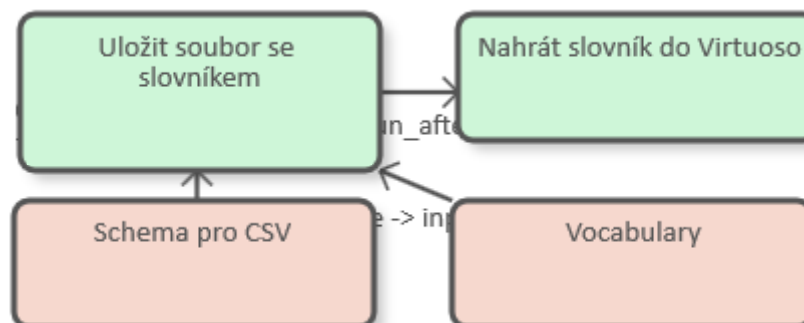 Uložit soubor se
slovníkem
Nahrát slovník do Virtuoso
Schema pro CSV
-> 
Vocabulary